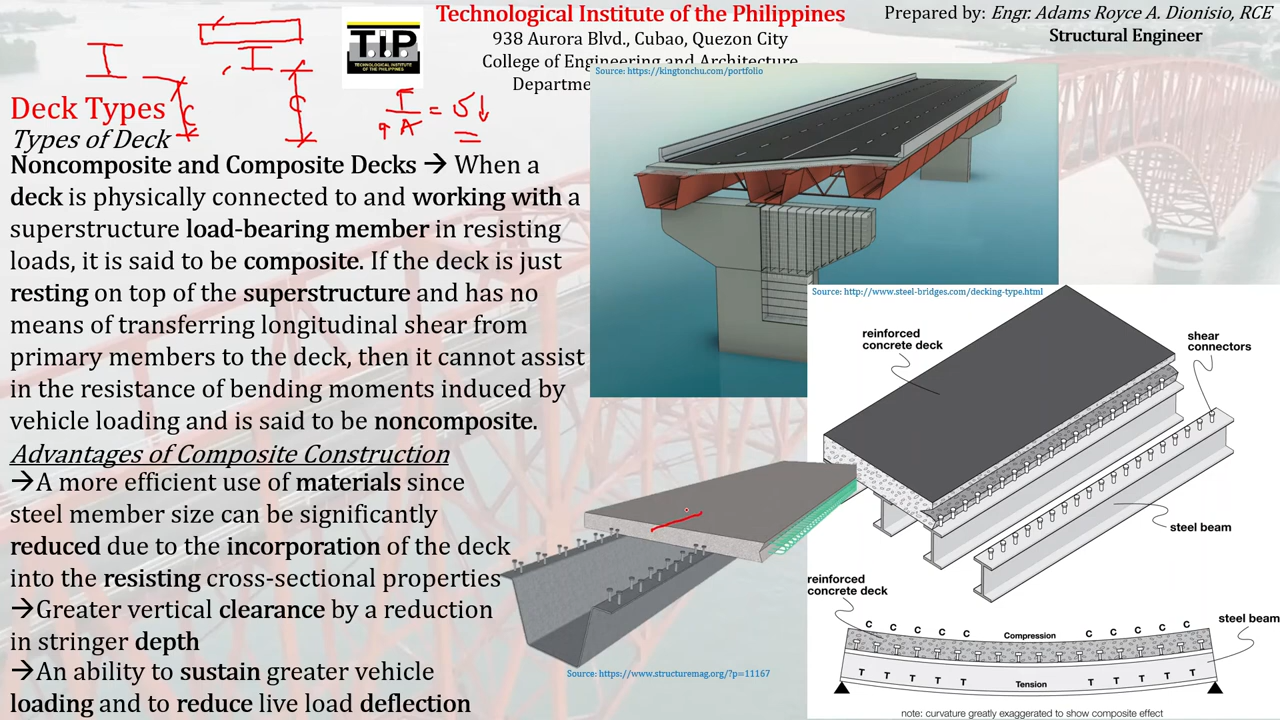 Technological Institute of the Philippines
938 Aurora Blvd., Cubao, Quezon City
College of Engineering and Architecture
Departme
Prepared by: Engr. Adams Royce A. Dionisio, RCE
Structural Engineer
TIP
TECHNOLOGICAL INSTITUTE
OF THE PHILIPPINES
I
I
C
C
I
A = σ↓
Deck Types
Types of Deck
Noncomposite and Composite Decks → When a
deck is physically connected to and working with a
superstructure load-bearing member in resisting
loads, it is said to be composite. If the deck is just
resting on top of the superstructure and has no
means of transferring longitudinal shear from
primary members to the deck, then it cannot assist
in the resistance of bending moments induced by
vehicle loading and is said to be noncomposite.
Advantages of Composite Construction
→A more efficient use of materials since
steel member size can be significantly
reduced due to the incorporation of the deck
into the resisting cross-sectional properties
→Greater vertical clearance by a reduction
in stringer depth
→An ability to sustain greater vehicle
loading and to reduce live load deflection
Source: https://kingtonchu.com/portfolio
Source: http://www.steel-bridges.com/decking-type.html
reinforced
concrete deck
shear
connectors
steel beam
Source: https://www.structuremag.org/?p=11167
reinforced
concrete deck
steel beam
C C C C C Compression C C C C C
T T T T T Tension T T T T T
note: curvature greatly exaggerated to show composite effect